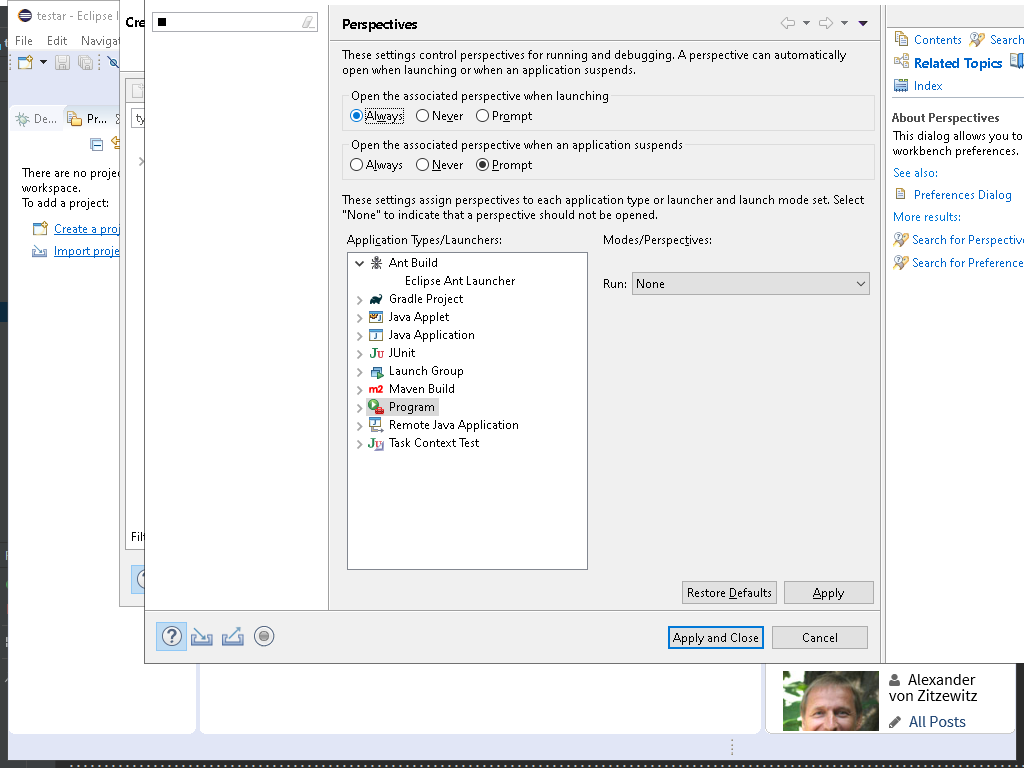 testar - Eclipse I
File Edit Navigat
De...
Pr...
There are no proje
workspace.
To add a project:
Create a proj
Import proje
Cre
ty
Filt
Perspectives
These settings control perspectives for running and debugging. A perspective can automatically
open when launching or when an application suspends.
Open the associated perspective when launching
Always Never Prompt
Open the associated perspective when an application suspends
Always Never Prompt
These settings assign perspectives to each application type or launcher and launch mode set. Select
"None" to indicate that a perspective should not be opened.
Application Types/Launchers:
Modes/Perspectives:
Ant Build
Eclipse Ant Launcher
Gradle Project
Java Applet
Java Application
JUnit
Launch Group
Maven Build
Program
Remote Java Application
Task Context Test
Run: None
Restore Defaults Apply
Apply and Close Cancel
Contents Search
Related Topics
Index
About Perspectives
This dialog allows you to
workbench preferences.
See also:
Preferences Dialog
More results:
Search for Perspective
Search for Preference
Alexander
von Zitzewitz
All Posts